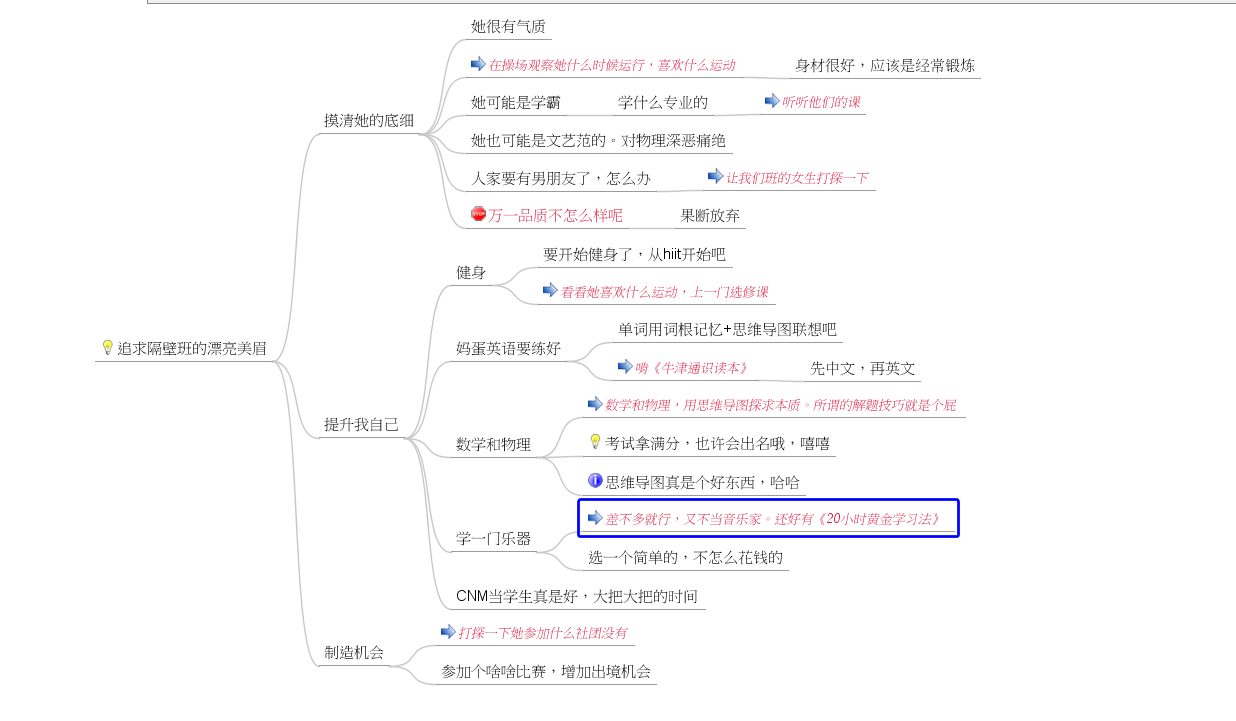 追求隔壁班的漂亮美眉
摸清她的底细
她很有气质
在操场观察她什么时候运行，喜欢什么运动
身材很好，应该是经常锻炼
她可能是学霸
学什么专业的
听听他们的课
她也可能是文艺范的。对物理深恶痛绝
人家要有男朋友了，怎么办
让我们班的女生打探一下
STOP
万一品质不怎么样呢
果断放弃
提升我自己
健身
要开始健身了，从hiit开始吧
看看她喜欢什么运动，上一门选修课
妈蛋英语要练好
单词用词根记忆+思维导图联想吧
啃《牛津通识读本》
先中文，再英文
数学和物理
数学和物理，用思维导图探求本质。所谓的解题技巧就是个屁
考试拿满分，也许会出名哦，嘻嘻
思维导图真是个好东西，哈哈
学一门乐器
差不多就行，又不当音乐家。还好有《20小时黄金学习法》
选一个简单的，不怎么花钱的
CNM当学生真是好，大把大把的时间
制造机会
打探一下她参加什么社团没有
参加个啥啥比赛，增加出境机会